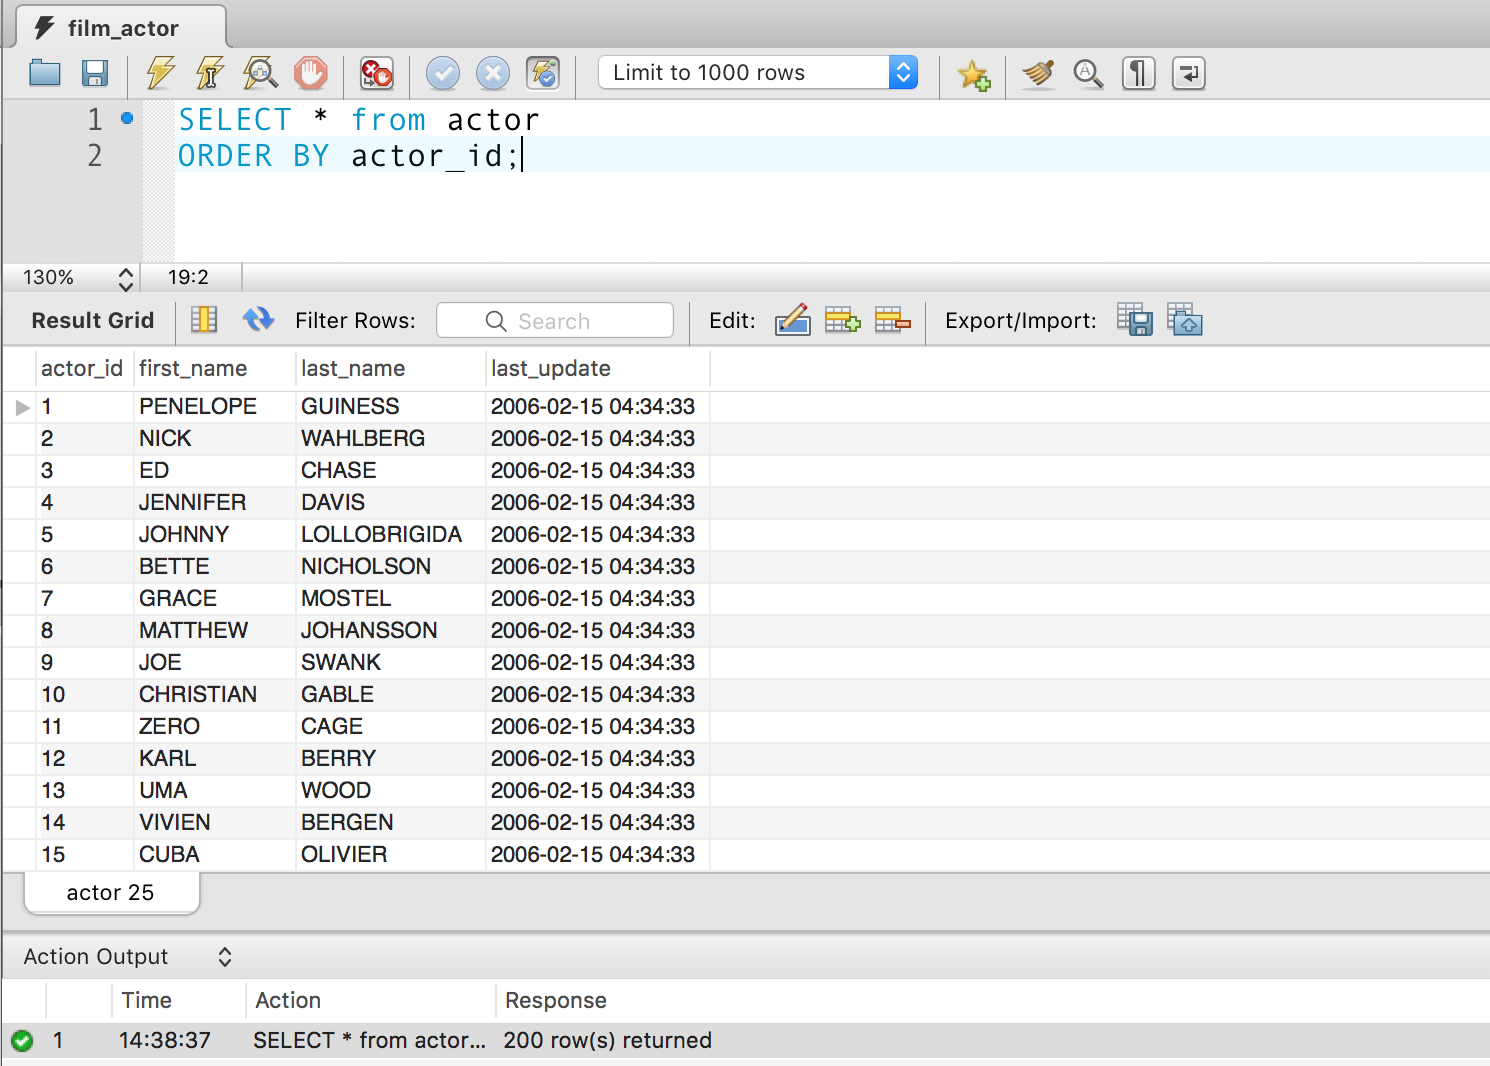 film_actor
Limit to 1000 rows
1 SELECT * from actor
2 ORDER BY actor_id;
130% 19:2
Result Grid Filter Rows: Search Edit: Export/Import:
actor_id first_name last_name last_update
1 PENELOPE GUINESS 2006-02-15 04:34:33
2 NICK WAHLBERG 2006-02-15 04:34:33
3 ED CHASE 2006-02-15 04:34:33
4 JENNIFER DAVIS 2006-02-15 04:34:33
5 JOHNNY LOLLOBRIGIDA 2006-02-15 04:34:33
6 BETTE NICHOLSON 2006-02-15 04:34:33
7 GRACE MOSTEL 2006-02-15 04:34:33
8 MATTHEW JOHANSSON 2006-02-15 04:34:33
9 JOE SWANK 2006-02-15 04:34:33
10 CHRISTIAN GABLE 2006-02-15 04:34:33
11 ZERO CAGE 2006-02-15 04:34:33
12 KARL BERRY 2006-02-15 04:34:33
13 UMA WOOD 2006-02-15 04:34:33
14 VIVIEN BERGEN 2006-02-15 04:34:33
15 CUBA OLIVIER 2006-02-15 04:34:33
actor 25
Action Output
Time Action Response
1 14:38:37 SELECT * from actor... 200 row(s) returned